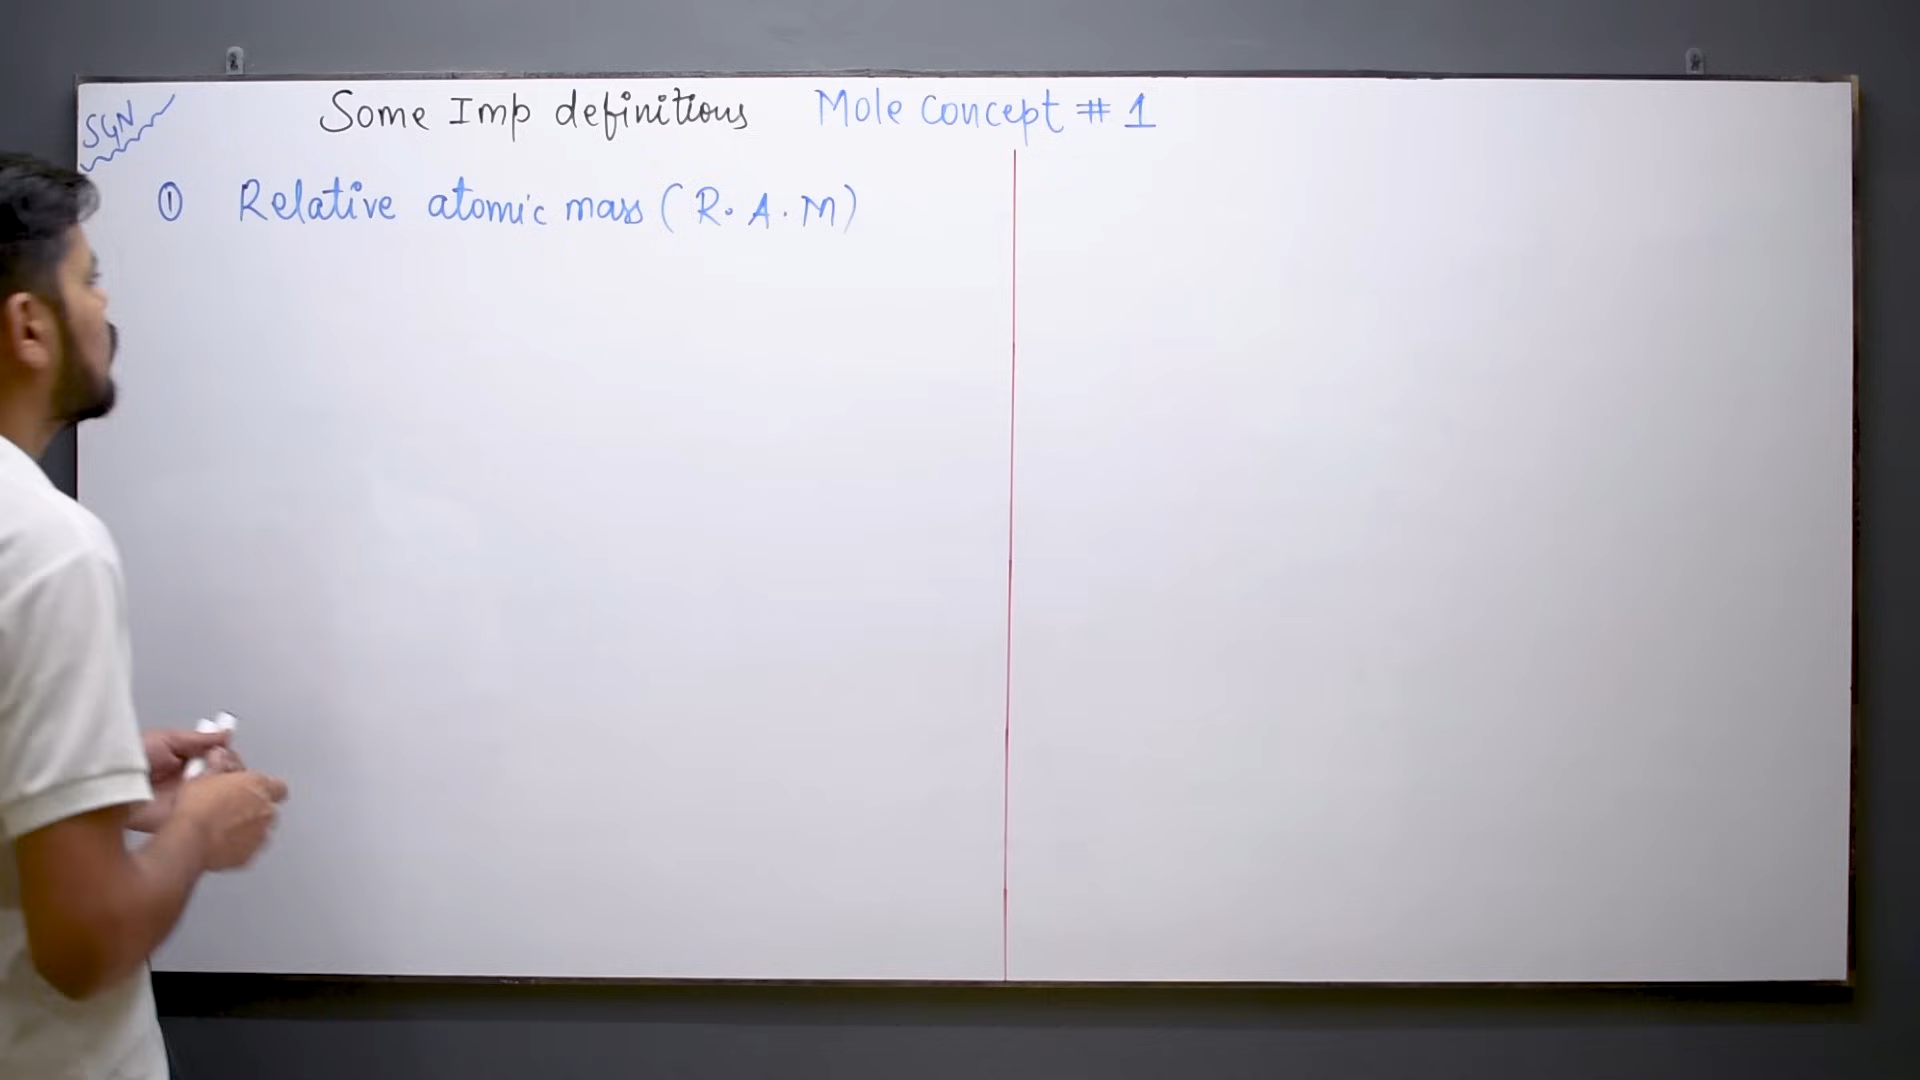 SGN
Some Imp definitions Mole concept # 1
① Relative atomic mass (R.A.M)